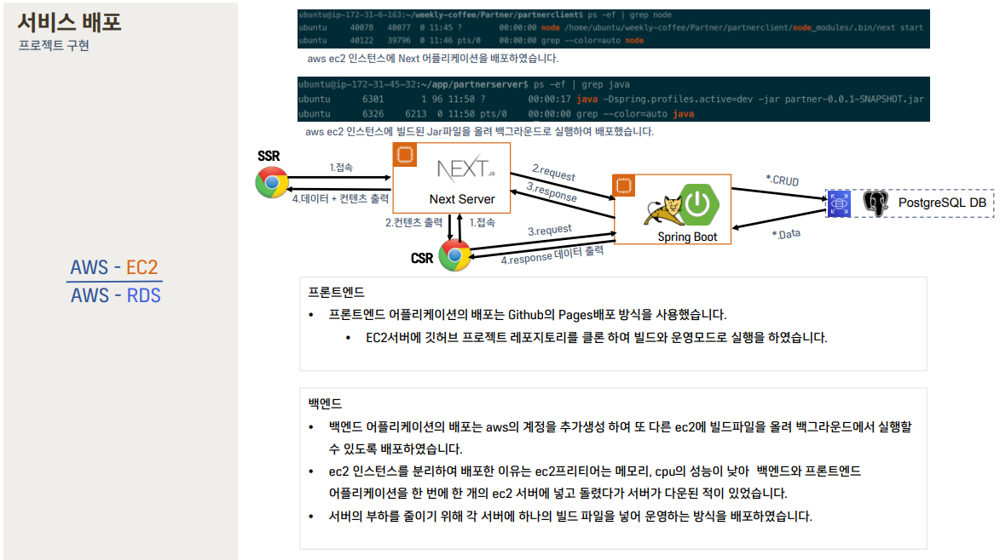 서비스 배포
프로젝트 구현
AWS - EC2
AWS - RDS
ubuntu@ip-172-31-6-163:~/weekly-coffee/Partner/partnerclient$ ps -ef | grep node
ubuntu 40078 40077 0 11:45 ? 00:00:00 node /home/ubuntu/weekly-coffee/Partner/partnerclient/node_modules/.bin/next start
ubuntu 40122 39796 0 11:46 pts/0 00:00:00 grep --color=auto node
aws ec2 인스턴스에 Next 어플리케이션을 배포하였습니다.
ubuntu@ip-172-31-45-32:~/app/partnerserver$ ps -ef | grep java
ubuntu 6301 1 96 11:50 ? 00:00:17 java -Dspring.profiles.active=dev -jar partner-0.0.1-SNAPSHOT.jar
ubuntu 6326 6213 0 11:50 pts/0 00:00:00 grep --color=auto java
aws ec2 인스턴스에 빌드된 Jar파일을 올려 백그라운드로 실행하여 배포했습니다.
SSR
1.접속
4.데이터 + 컨텐츠 출력
NEXT.JS
Next Server
2.request
3.response
Spring Boot
*.CRUD
*.Data
PostgreSQL DB
2.컨텐츠 출력
1.접속
CSR
3.request
4.response 데이터 출력
프론트엔드
• 프론트엔드 어플리케이션의 배포는 Github의 Pages배포 방식을 사용했습니다.
• EC2서버에 깃허브 프로젝트 레포지토리를 클론 하여 빌드와 운영모드로 실행을 하였습니다.
백엔드
• 백엔드 어플리케이션의 배포는 aws의 계정을 추가생성 하여 또 다른 ec2에 빌드파일을 올려 백그라운드에서 실행할
수 있도록 배포하였습니다.
• ec2 인스턴스를 분리하여 배포한 이유는 ec2프리티어는 메모리, cpu의 성능이 낮아 백엔드와 프론트엔드
어플리케이션을 한 번에 한 개의 ec2 서버에 넣고 돌렸다가 서버가 다운된 적이 있었습니다.
• 서버의 부하를 줄이기 위해 각 서버에 하나의 빌드 파일을 넣어 운영하는 방식을 배포하였습니다.